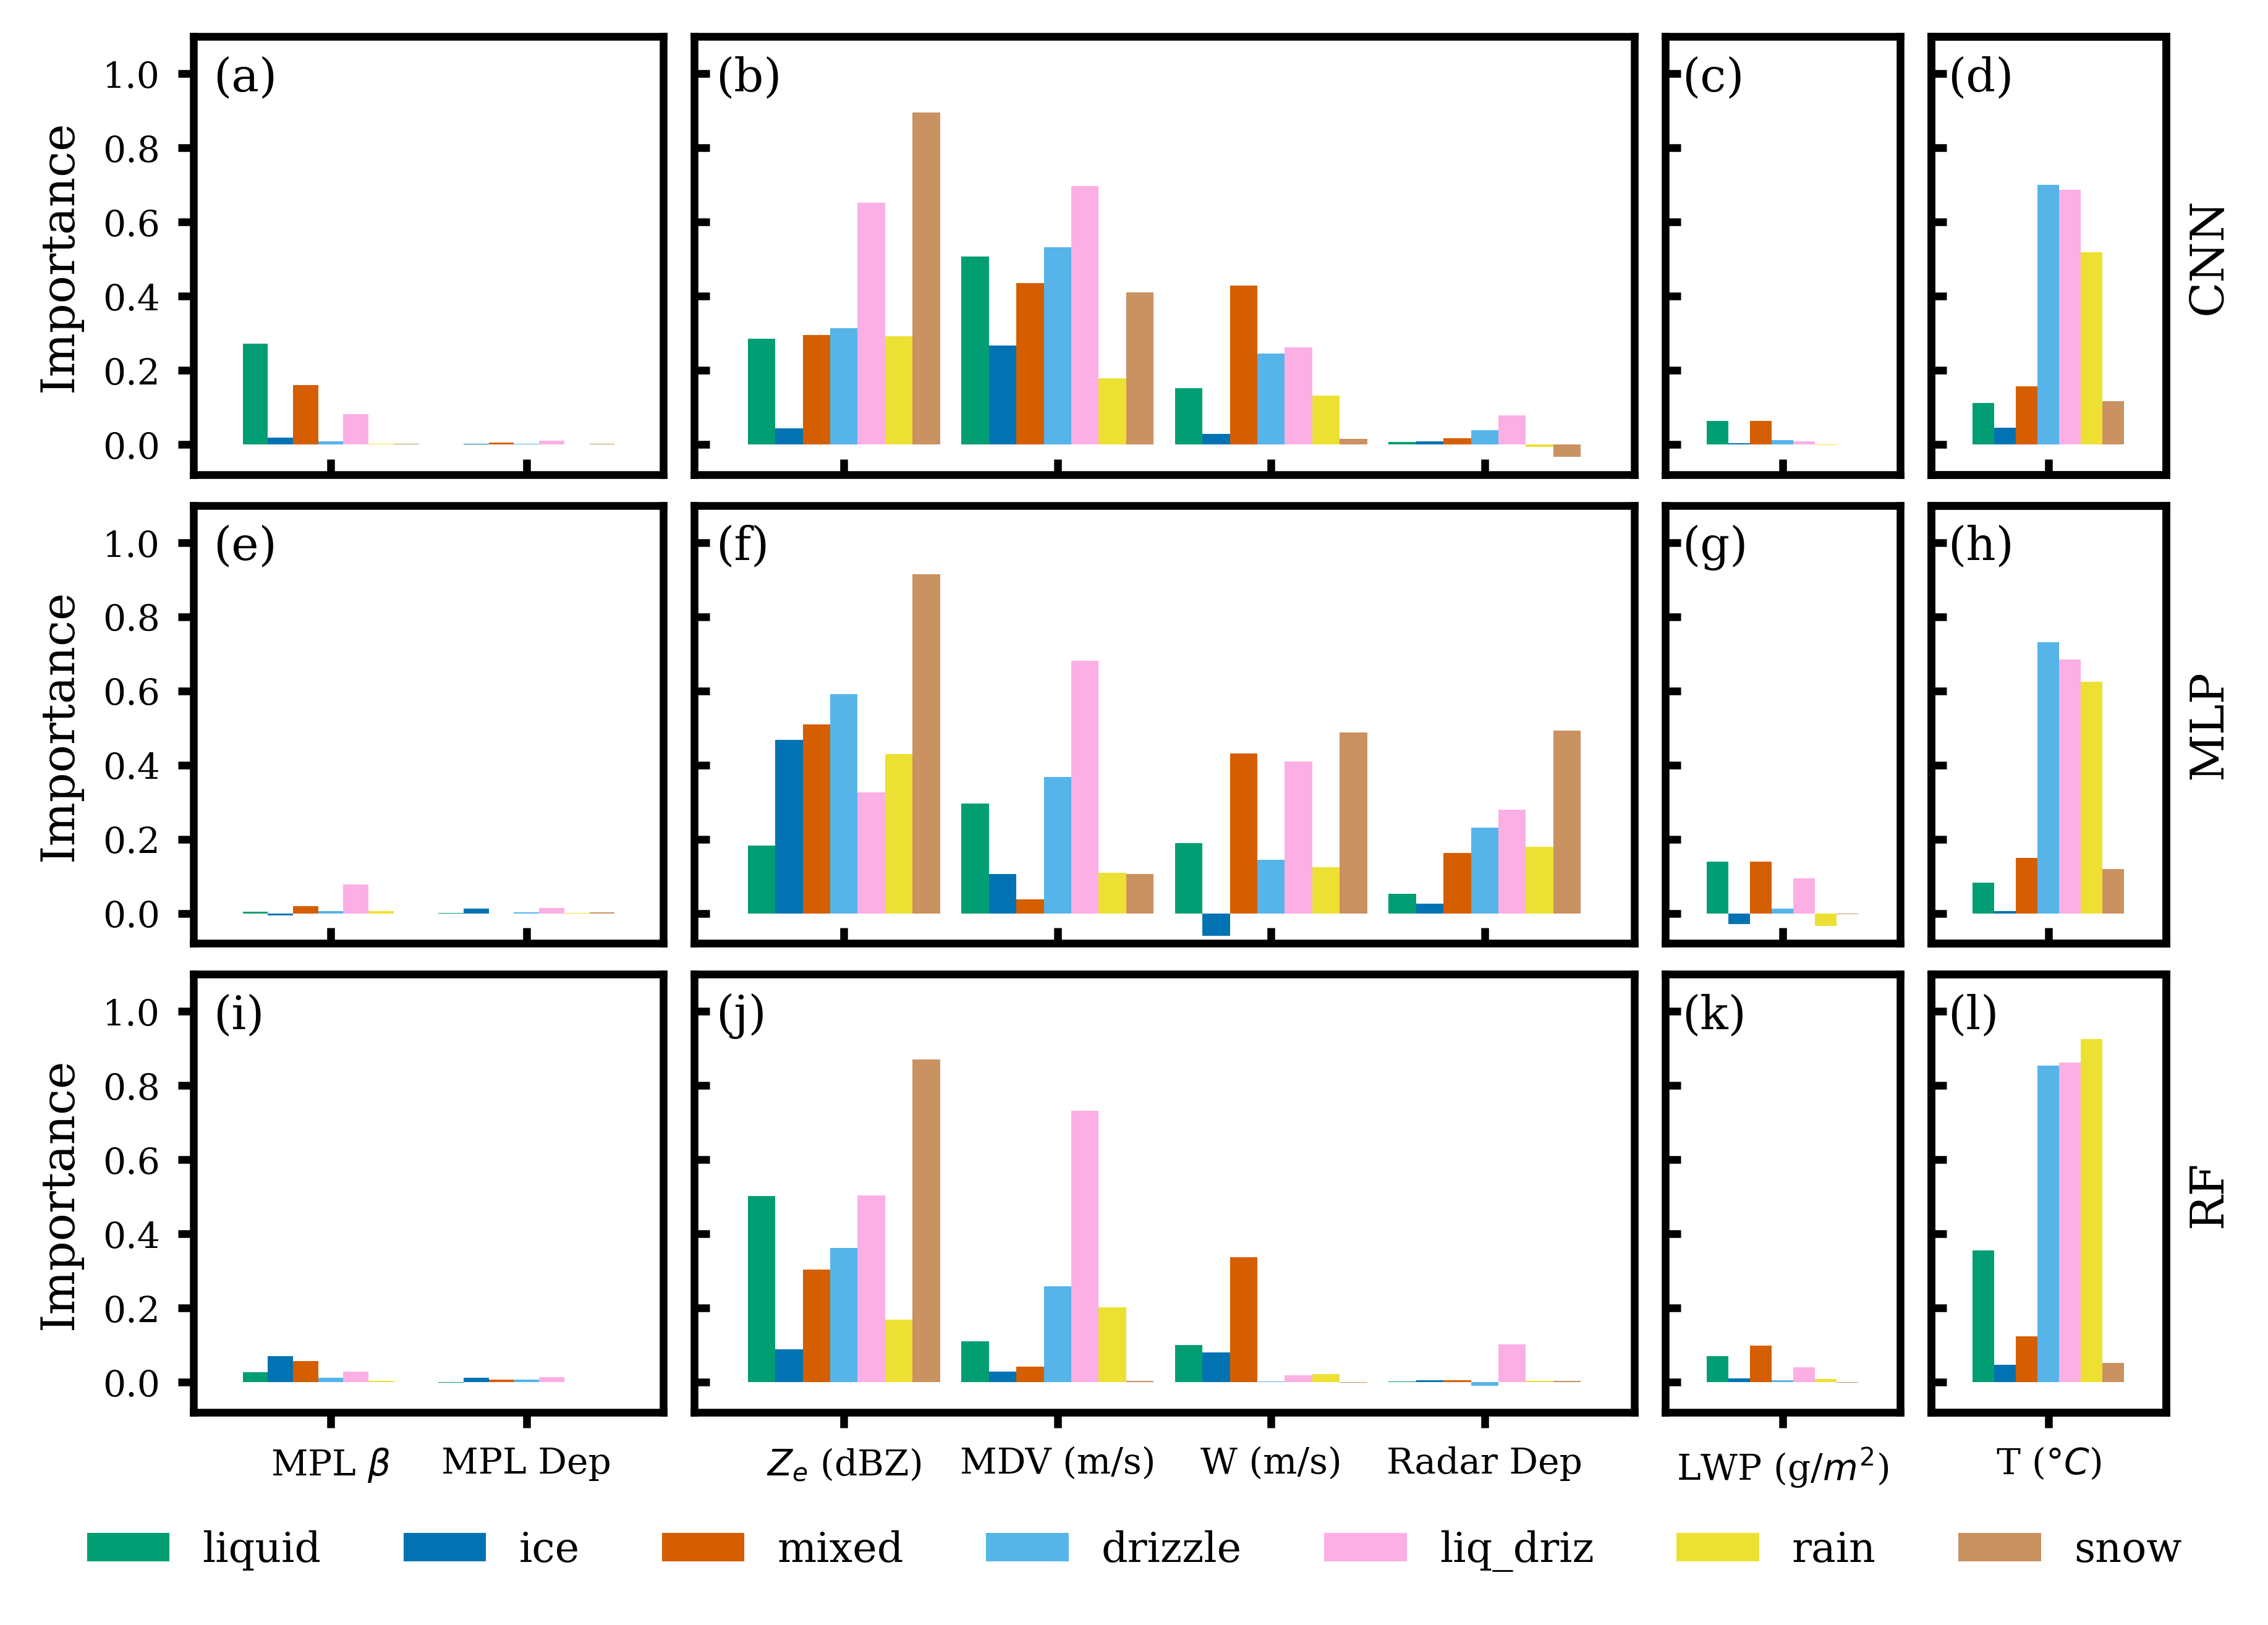 (a) (b) (c) (d)
1.0
0.8
0.6
0.4
0.2
0.0
Importance
CNN
(e) (f) (g) (h)
1.0
0.8
0.6
0.4
0.2
0.0
Importance
MLP
(i) (j) (k) (l)
1.0
0.8
0.6
0.4
0.2
0.0
Importance
RF
MPL β MPL Dep Zₑ (dBZ) MDV (m/s) W (m/s) Radar Dep LWP (g/m²) T (°C)
liquid ice mixed drizzle liq_driz rain snow